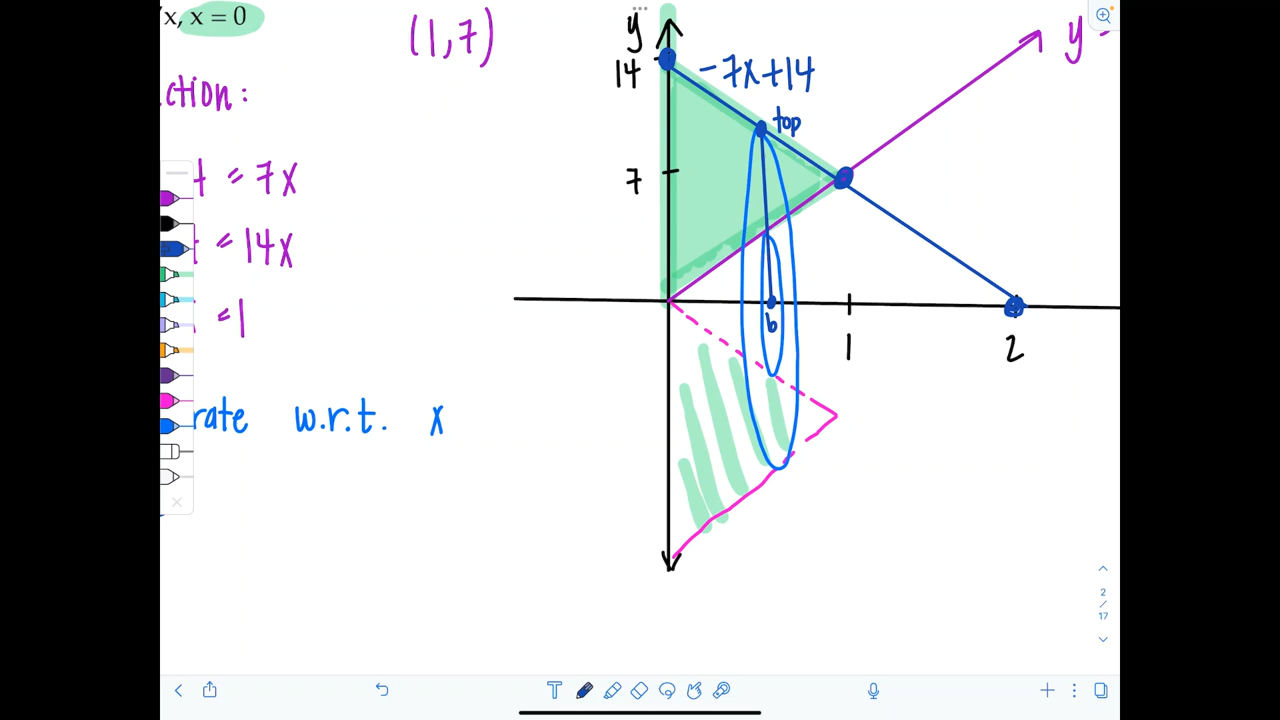 /x, x = 0
(1,7)
y
14
-7x+14
y
ction:
top
= 7x
7
= 14x
=1
b
1
2
rate w.r.t. x
2
/
17
T